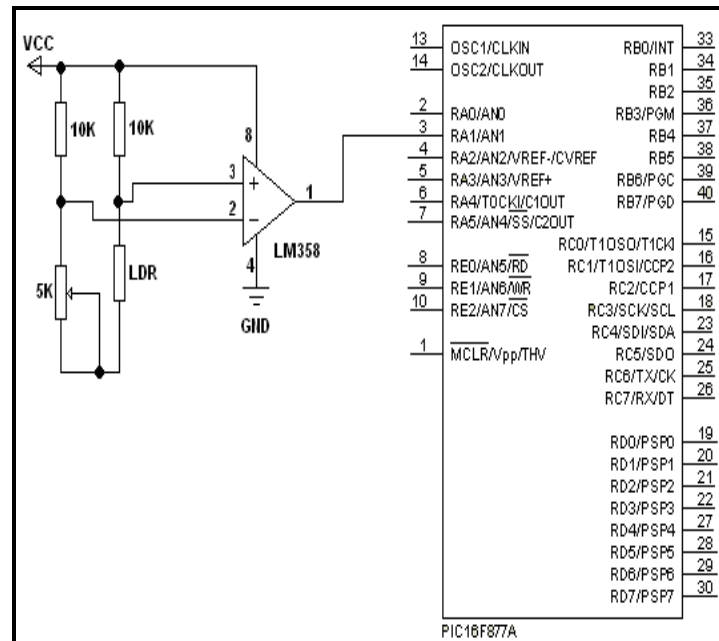 VCC
10K
10K
8
3
+
2
-
1
4
LM358
5K
LDR
GND
13
OSC1/CLKIN
14
OSC2/CLKOUT
2
RA0/AN0
3
RA1/AN1
4
RA2/AN2/VREF-/CVREF
5
RA3/AN3/VREF+
6
RA4/T0CKI/C1OUT
7
RA5/AN4/SS/C2OUT
8
RE0/AN5/RD
9
RE1/AN6/WR
10
RE2/AN7/CS
1
MCLR/Vpp/THV
RB0/INT
33
RB1
34
RB2
35
RB3/PGM
36
RB4
37
RB5
38
RB6/PGC
39
RB7/PGD
40
RC0/T1OSO/T1CKI
15
RC1/T1OSI/CCP2
16
RC2/CCP1
17
RC3/SCK/SCL
18
RC4/SDI/SDA
23
RC5/SDO
24
RC6/TX/CK
25
RC7/RX/DT
26
RD0/PSP0
19
RD1/PSP1
20
RD2/PSP2
21
RD3/PSP3
22
RD4/PSP4
27
RD5/PSP5
28
RD6/PSP6
29
RD7/PSP7
30
PIC16F877A